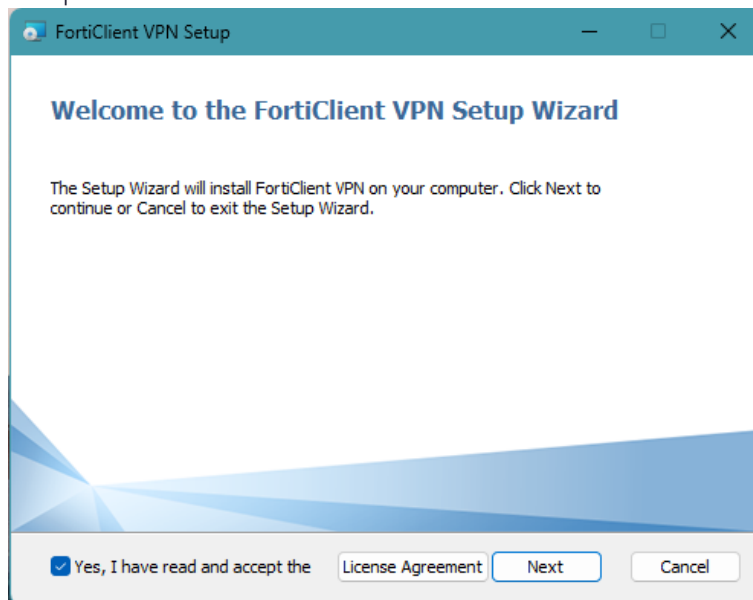 FortiClient VPN Setup
Welcome to the FortiClient VPN Setup Wizard
The Setup Wizard will install FortiClient VPN on your computer. Click Next to
continue or Cancel to exit the Setup Wizard.
Yes, I have read and accept the License Agreement Next Cancel